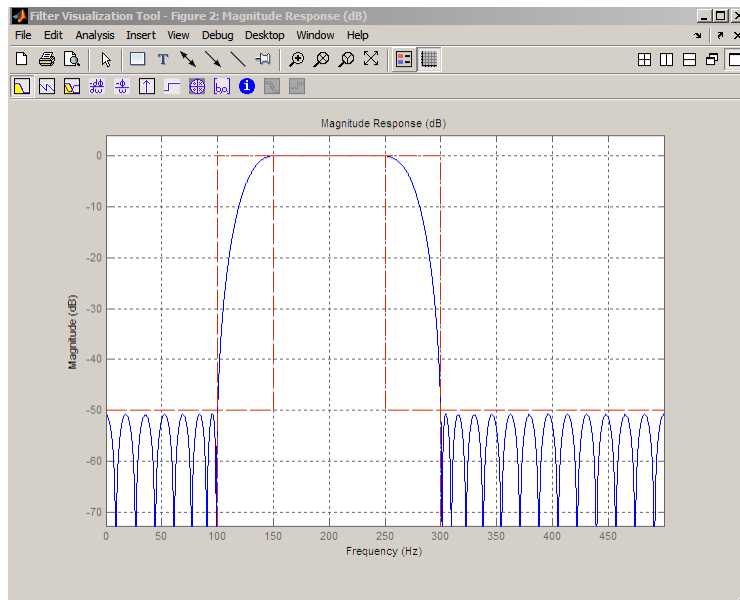 Filter Visualization Tool - Figure 2: Magnitude Response (dB)
File Edit Analysis Insert View Debug Desktop Window Help
Magnitude Response (dB)
0
-10
-20
-30
-40
-50
-60
-70
Magnitude (dB)
0 50 100 150 200 250 300 350 400 450
Frequency (Hz)